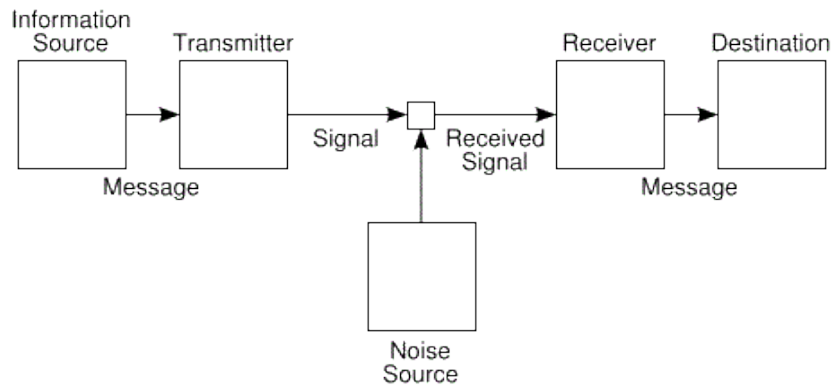 Information
Source
Transmitter
Receiver
Destination
Signal
Received
Signal
Message
Message
Noise
Source